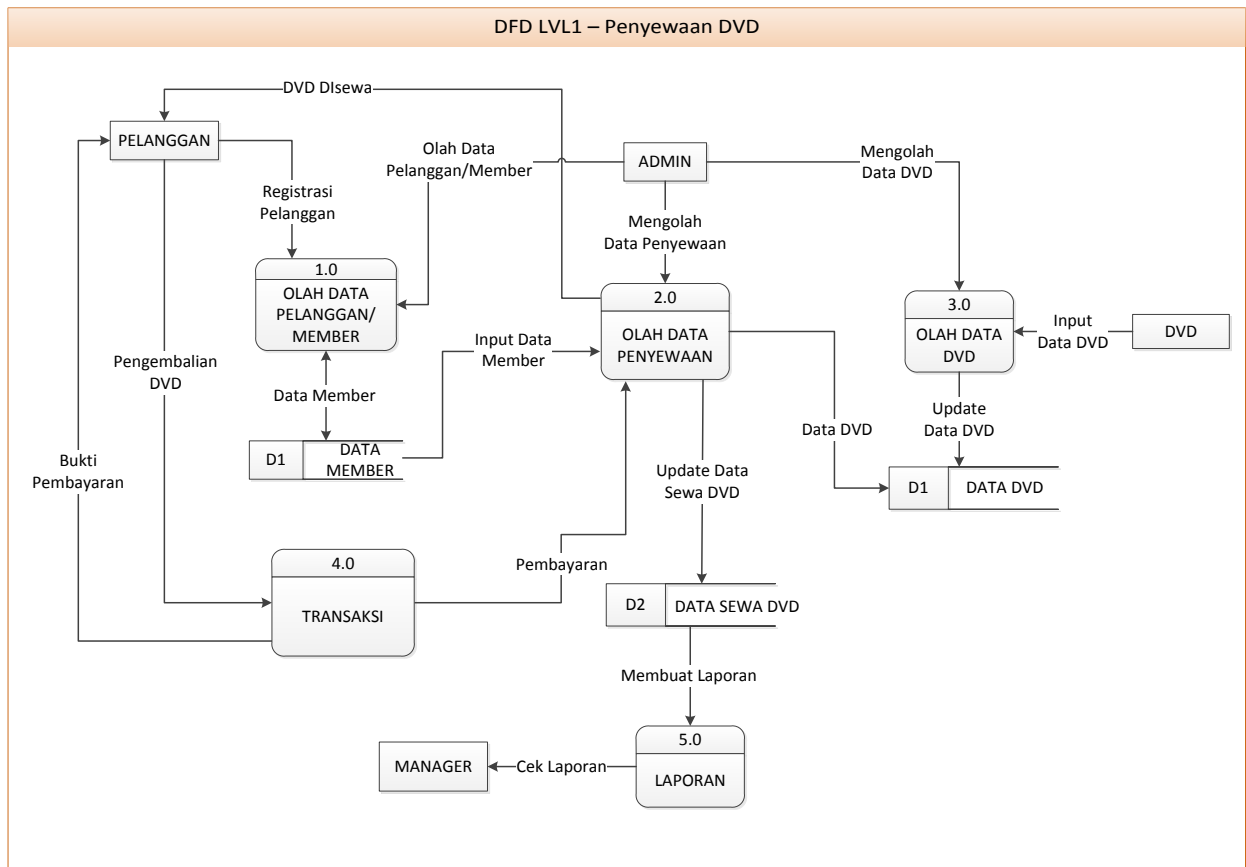 DFD LVL1 – Penyewaan DVD
DVD DIsewa
PELANGGAN
Olah Data
Pelanggan/Member
ADMIN
Mengolah
Data DVD
Registrasi
Pelanggan
Mengolah
Data Penyewaan
1.0
OLAH DATA
PELANGGAN/
MEMBER
2.0
OLAH DATA
PENYEWAAN
3.0
OLAH DATA
DVD
Input
Data DVD
DVD
Pengembalian
DVD
Input Data
Member
Data Member
D1
DATA
MEMBER
Data DVD
Update
Data DVD
Bukti
Pembayaran
Update Data
Sewa DVD
D1
DATA DVD
4.0
TRANSAKSI
Pembayaran
D2
DATA SEWA DVD
Membuat Laporan
5.0
LAPORAN
Cek Laporan
MANAGER